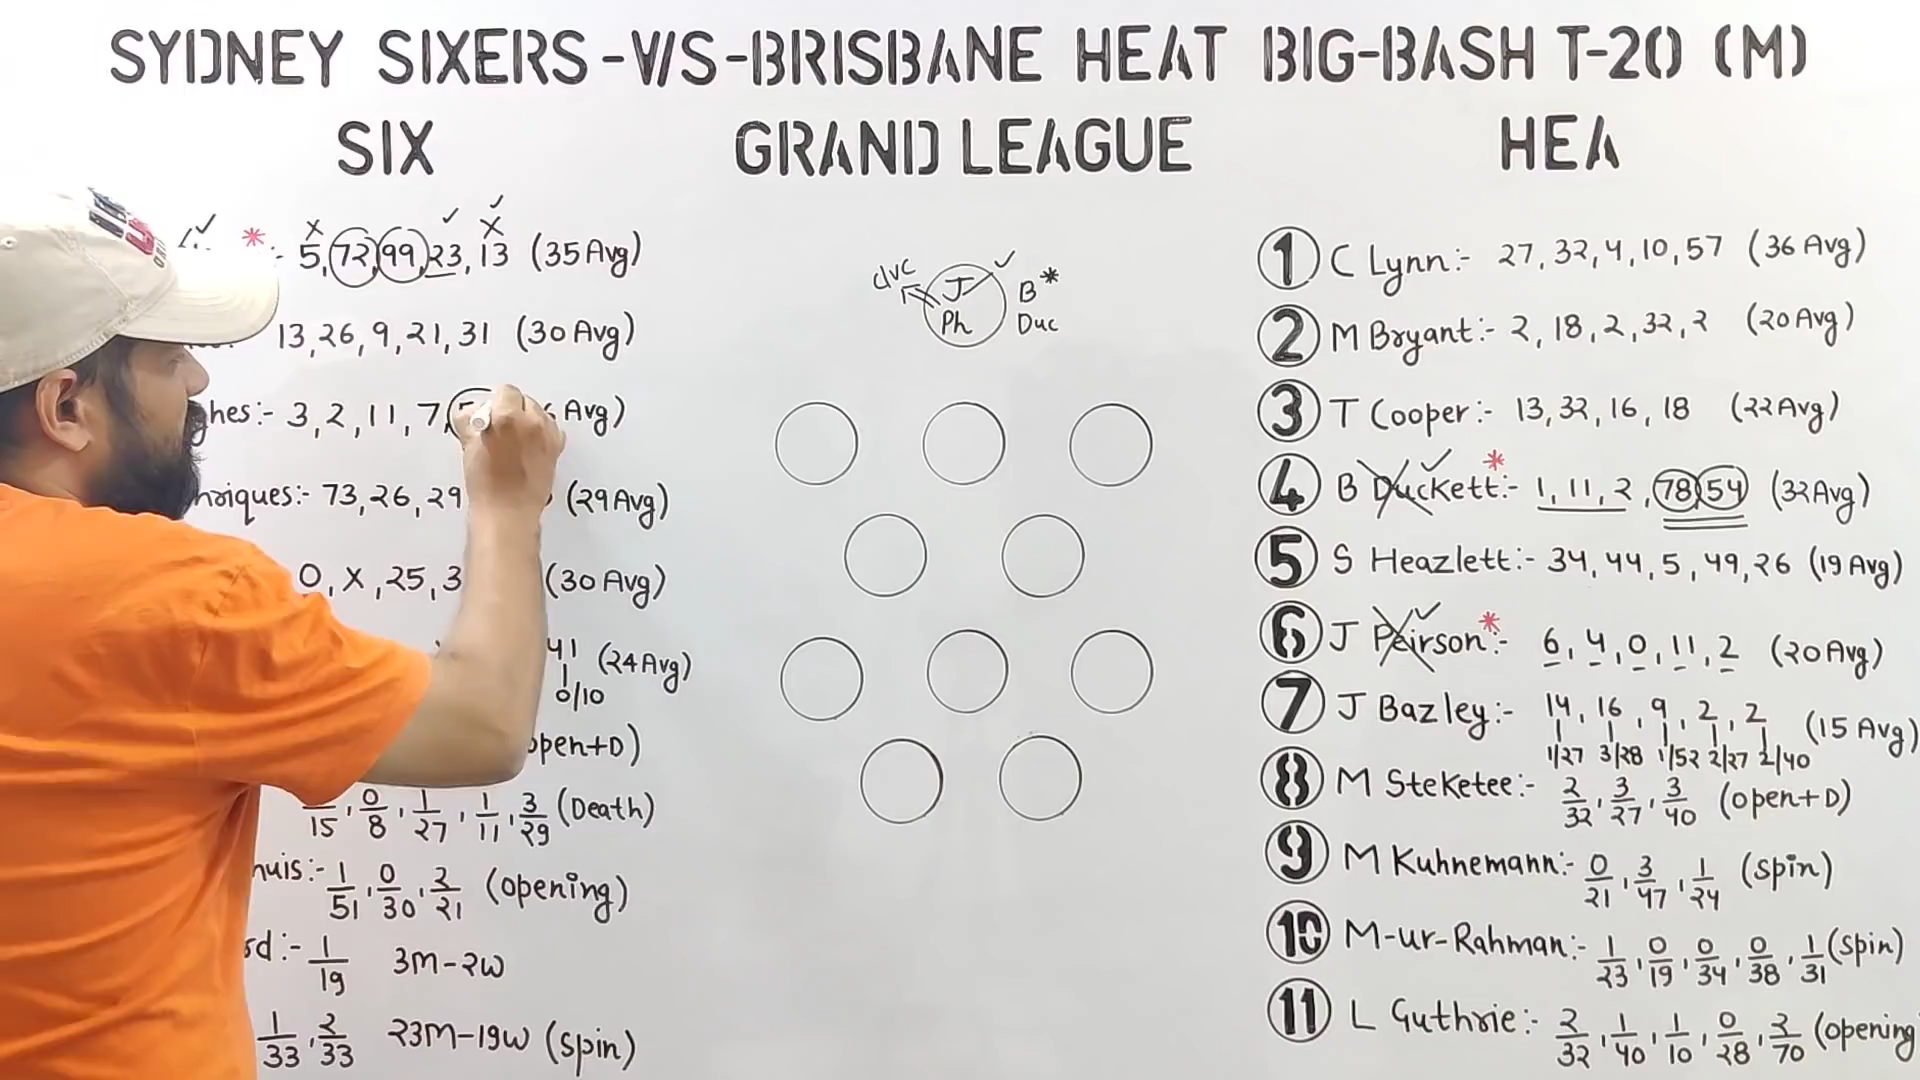 SYDNEY SIXERS -V/S- BRISBANE HEAT BIG-BASH T-20 (M)
SIX
GRAND LEAGUE
HEA
* :- 5, 72, 99, 23, 13 (35 Avg)
13, 26, 9, 21, 31 (30 Avg)
ghes:- 3, 2, 11, 7, Avg)
nriques:- 73, 26, 29 (29 Avg)
0, X, 25, 3 (30 Avg)
41 (24 Avg)
0/10
open+D)
15, 0/8, 1/27, 1/11, 3/29 (Death)
huis:- 1/51, 0/30, 2/21 (opening)
sd:- 1/19 3M-2W
1/33, 2/33 23M-19W (spin)
c/vc
J
Ph
B*
Duc
1 C Lynn:- 27, 32, 4, 10, 57 (36 Avg)
2 M Bryant:- 2, 18, 2, 32, 2 (20 Avg)
3 T Cooper:- 13, 32, 16, 18 (22 Avg)
4 B Duckett:- * 1, 11, 2, 78, 54 (32 Avg)
5 S Heazlett:- 34, 44, 5, 49, 26 (19 Avg)
6 J Peirson:- * 6, 4, 0, 11, 2 (20 Avg)
7 J Bazley:- 14, 16, 9, 2, 2 (15 Avg)
1/27 3/28 1/52 2/27 2/40
8 M Steketee:- 2/32, 3/27, 3/40 (open+D)
9 M Kuhnemann:- 0/21, 3/47, 1/24 (spin)
10 M-ur-Rahman:- 1/23, 0/19, 0/34, 0/38, 1/31 (spin)
11 L Guthrie:- 2/32, 1/40, 1/10, 0/28, 2/70 (opening